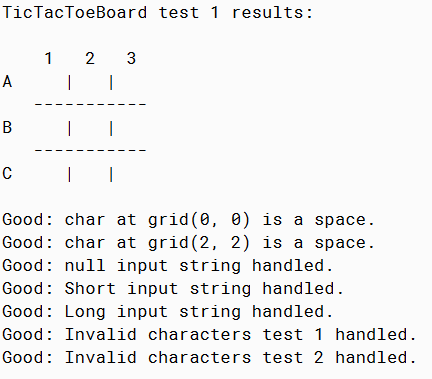 TicTacToeBoard test 1 results:
    1   2   3
A     |   |
   -----------
B     |   |
   -----------
C     |   |
Good: char at grid(0, 0) is a space.
Good: char at grid(2, 2) is a space.
Good: null input string handled.
Good: Short input string handled.
Good: Long input string handled.
Good: Invalid characters test 1 handled.
Good: Invalid characters test 2 handled.